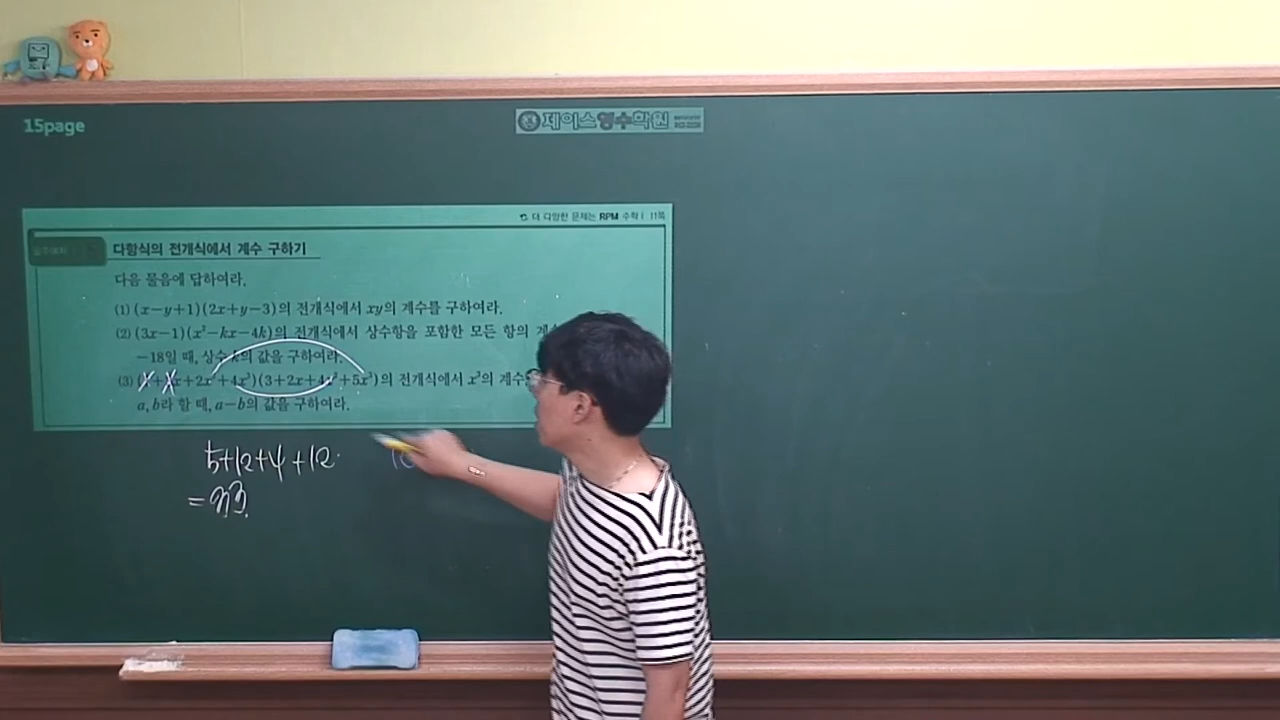 15page
제이스영수학원
더 다양한 문제는 RPM 수학Ⅰ 11쪽
다항식의 전개식에서 계수 구하기
다음 물음에 답하여라.
(1) (x−y+1)(2x+y−3)의 전개식에서 xy의 계수를 구하여라.
(2) (3x−1)(x²−kx−4k)의 전개식에서 상수항을 포함한 모든 항의
−18일 때, 상수 k의 값을 구하여라.
(3) x+2x²+4x³)(3+2x+4x²+5x³)의 전개식에서 x³의 계수
a, b라 할 때, a−b의 값을 구하여라.
5+12+4+12
=33.